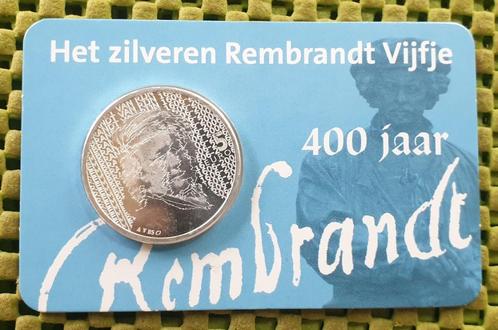 Het zilveren Rembrandt Vijfje
400 jaar
Rembrandt